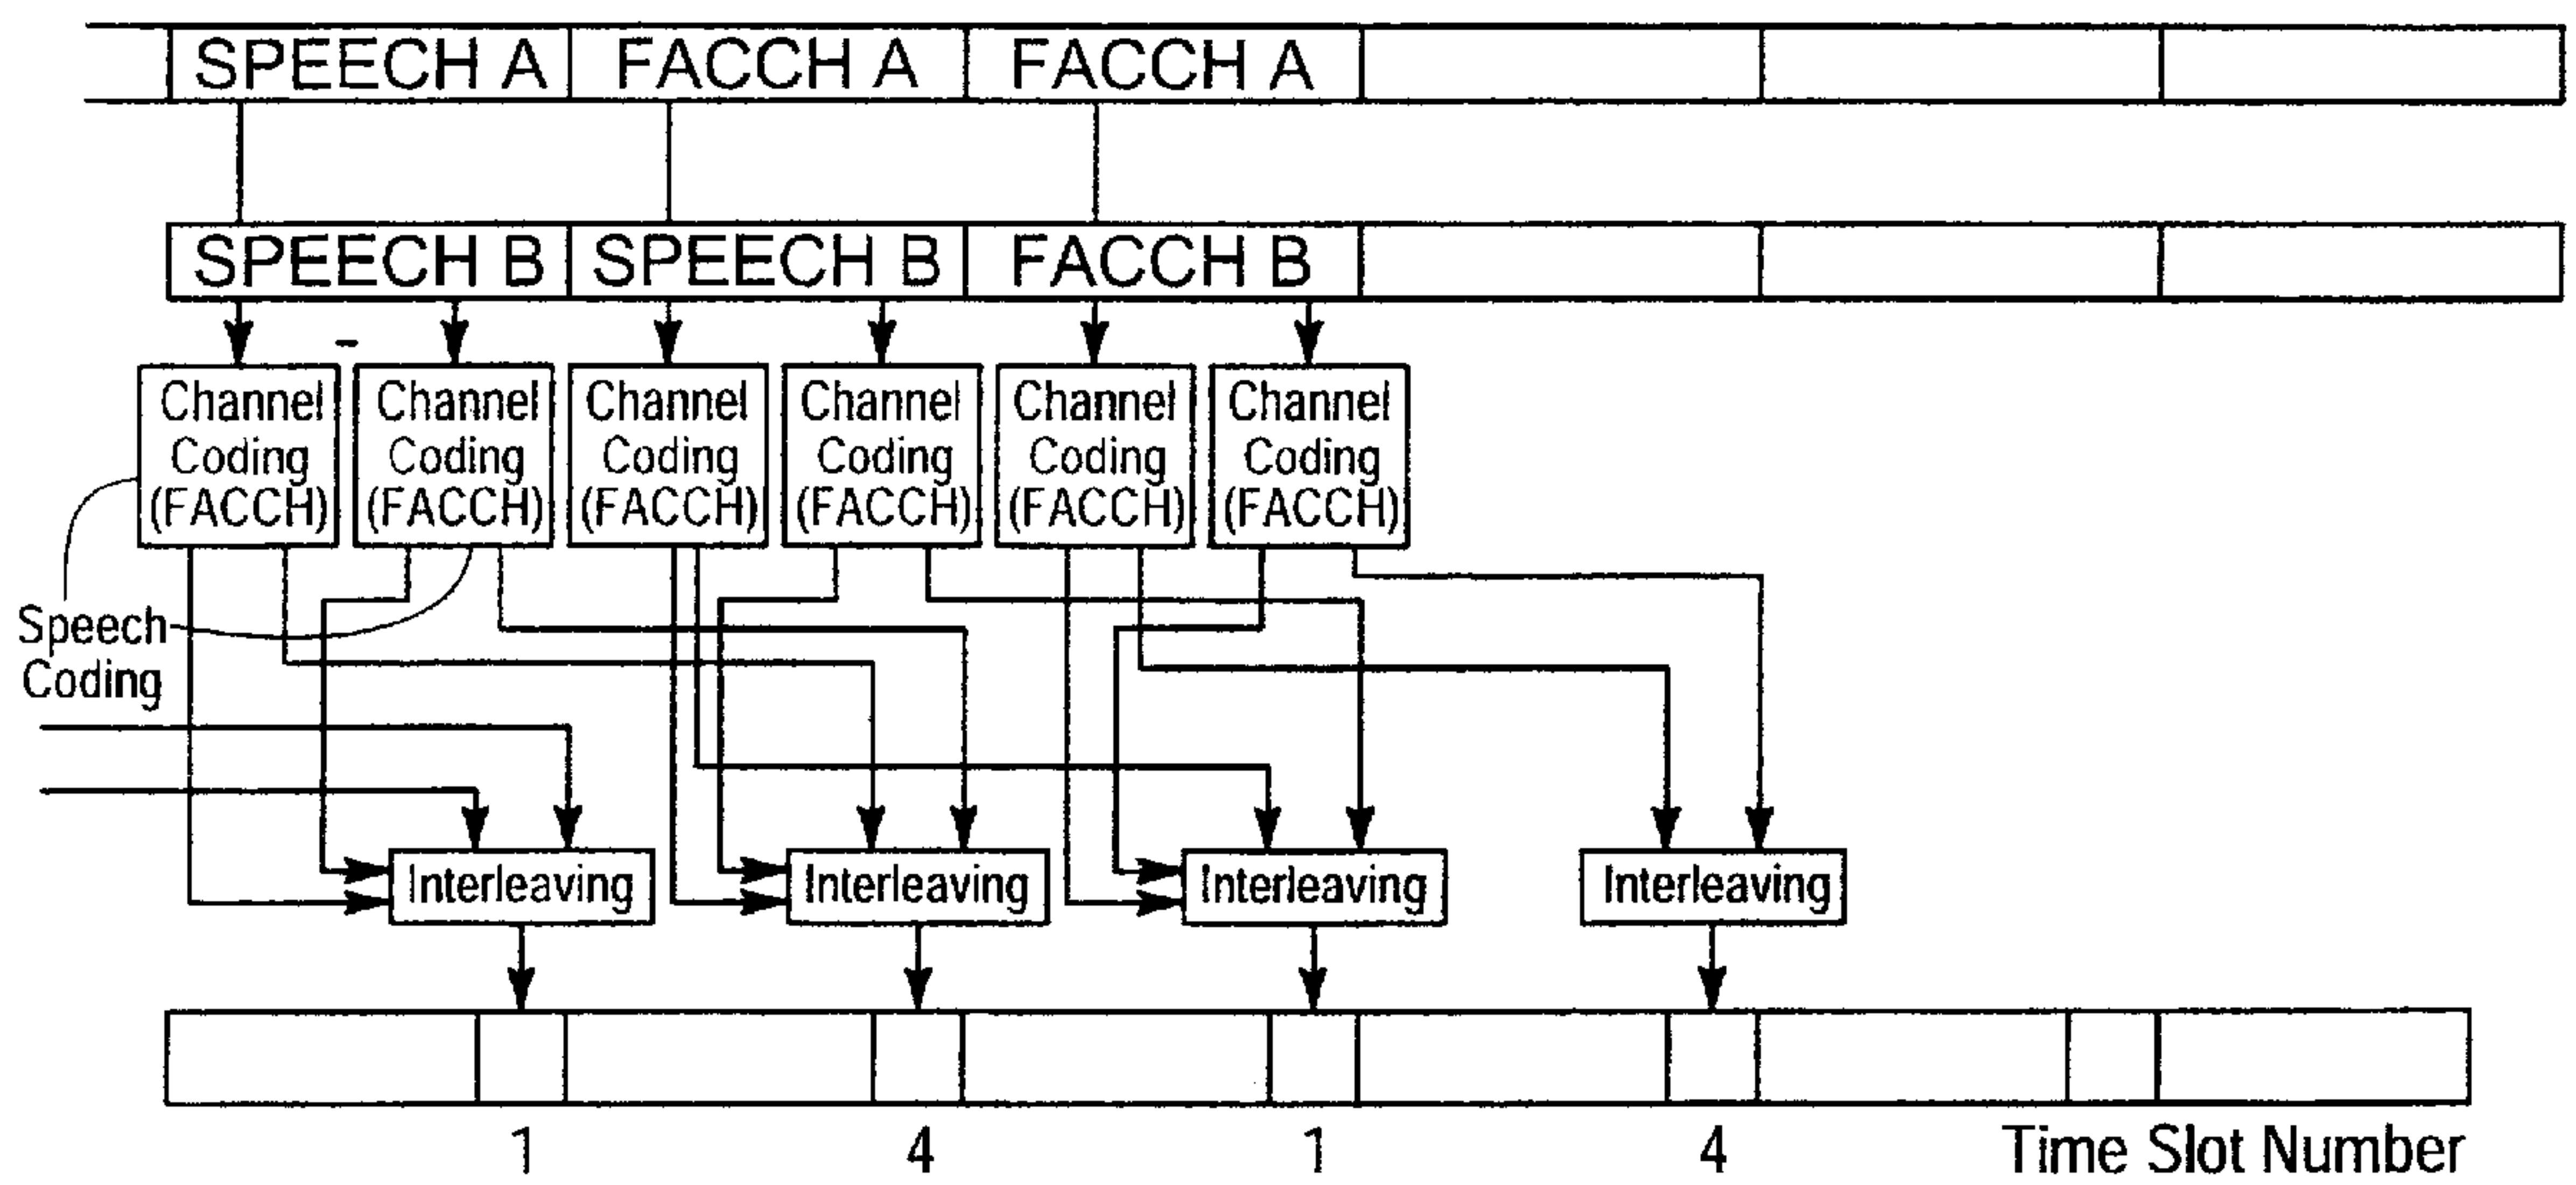 SPEECH A FACCH A FACCH A
SPEECH B SPEECH B FACCH B
Channel Coding (FACCH)
Channel Coding (FACCH)
Channel Coding (FACCH)
Channel Coding (FACCH)
Channel Coding (FACCH)
Channel Coding (FACCH)
Speech
Coding
Interleaving Interleaving Interleaving Interleaving
1 4 1 4 Time Slot Number